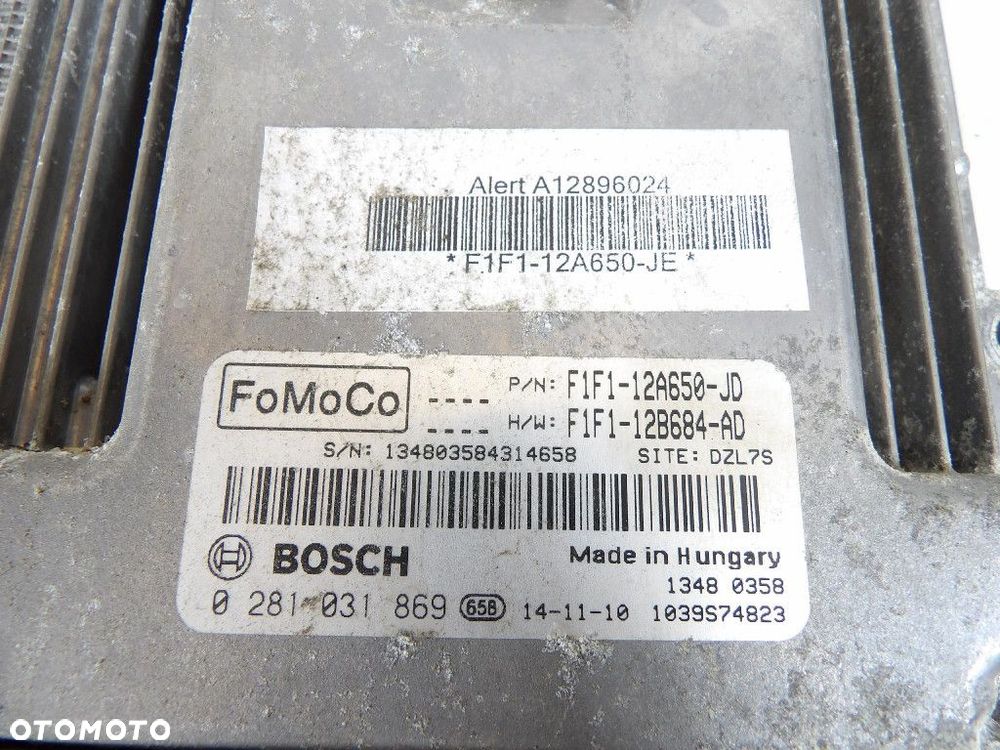 Alert A12896024
* F1F1-12A650-JE *
FoMoCo
---- P/N: F1F1-12A650-JD
---- H/W: F1F1-12B684-AD
S/N: 134803584314658 SITE: DZL7S
BOSCH Made in Hungary
1348 0358
0 281 031 869 65B 14-11-10 1039S74823
OTOMOTO